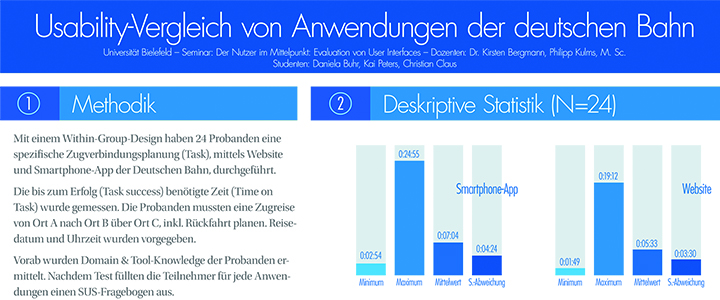 Usability-Vergleich von Anwendungen der deutschen Bahn
Universität Bielefeld – Seminar: Der Nutzer im Mittelpunkt: Evaluation von User Interfaces – Dozenten: Dr. Kirsten Bergmann, Philipp Kulms, M. Sc.
Studenten: Daniela Buhr, Kai Peters, Christian Claus
1 Methodik
Mit einem Within-Group-Design haben 24 Probanden eine
spezifische Zugverbindungsplanung (Task), mittels Website
und Smartphone-App der Deutschen Bahn, durchgeführt.
Die bis zum Erfolg (Task success) benötigte Zeit (Time on
Task) wurde gemessen. Die Probanden mussten eine Zugreise
von Ort A nach Ort B über Ort C, inkl. Rückfahrt planen. Reise-
datum und Uhrzeit wurden vorgegeben.
Vorab wurden Domain & Tool-Knowledge der Probanden er-
mittelt. Nachdem Test füllten die Teilnehmer für jede Anwen-
dungen einen SUS-Fragebogen aus.
2 Deskriptive Statistik (N=24)
Smartphone-App
0:02:54
0:24:55
0:07:04
0:04:24
Minimum
Maximum
Mittelwert
S.-Abweichung
Website
0:01:49
0:19:12
0:05:33
0:03:30
Minimum
Maximum
Mittelwert
S.-Abweichung